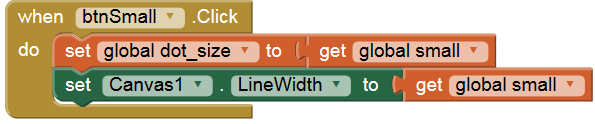 when btnSmall .Click
do set global dot_size to get global small
set Canvas1 . LineWidth to get global small